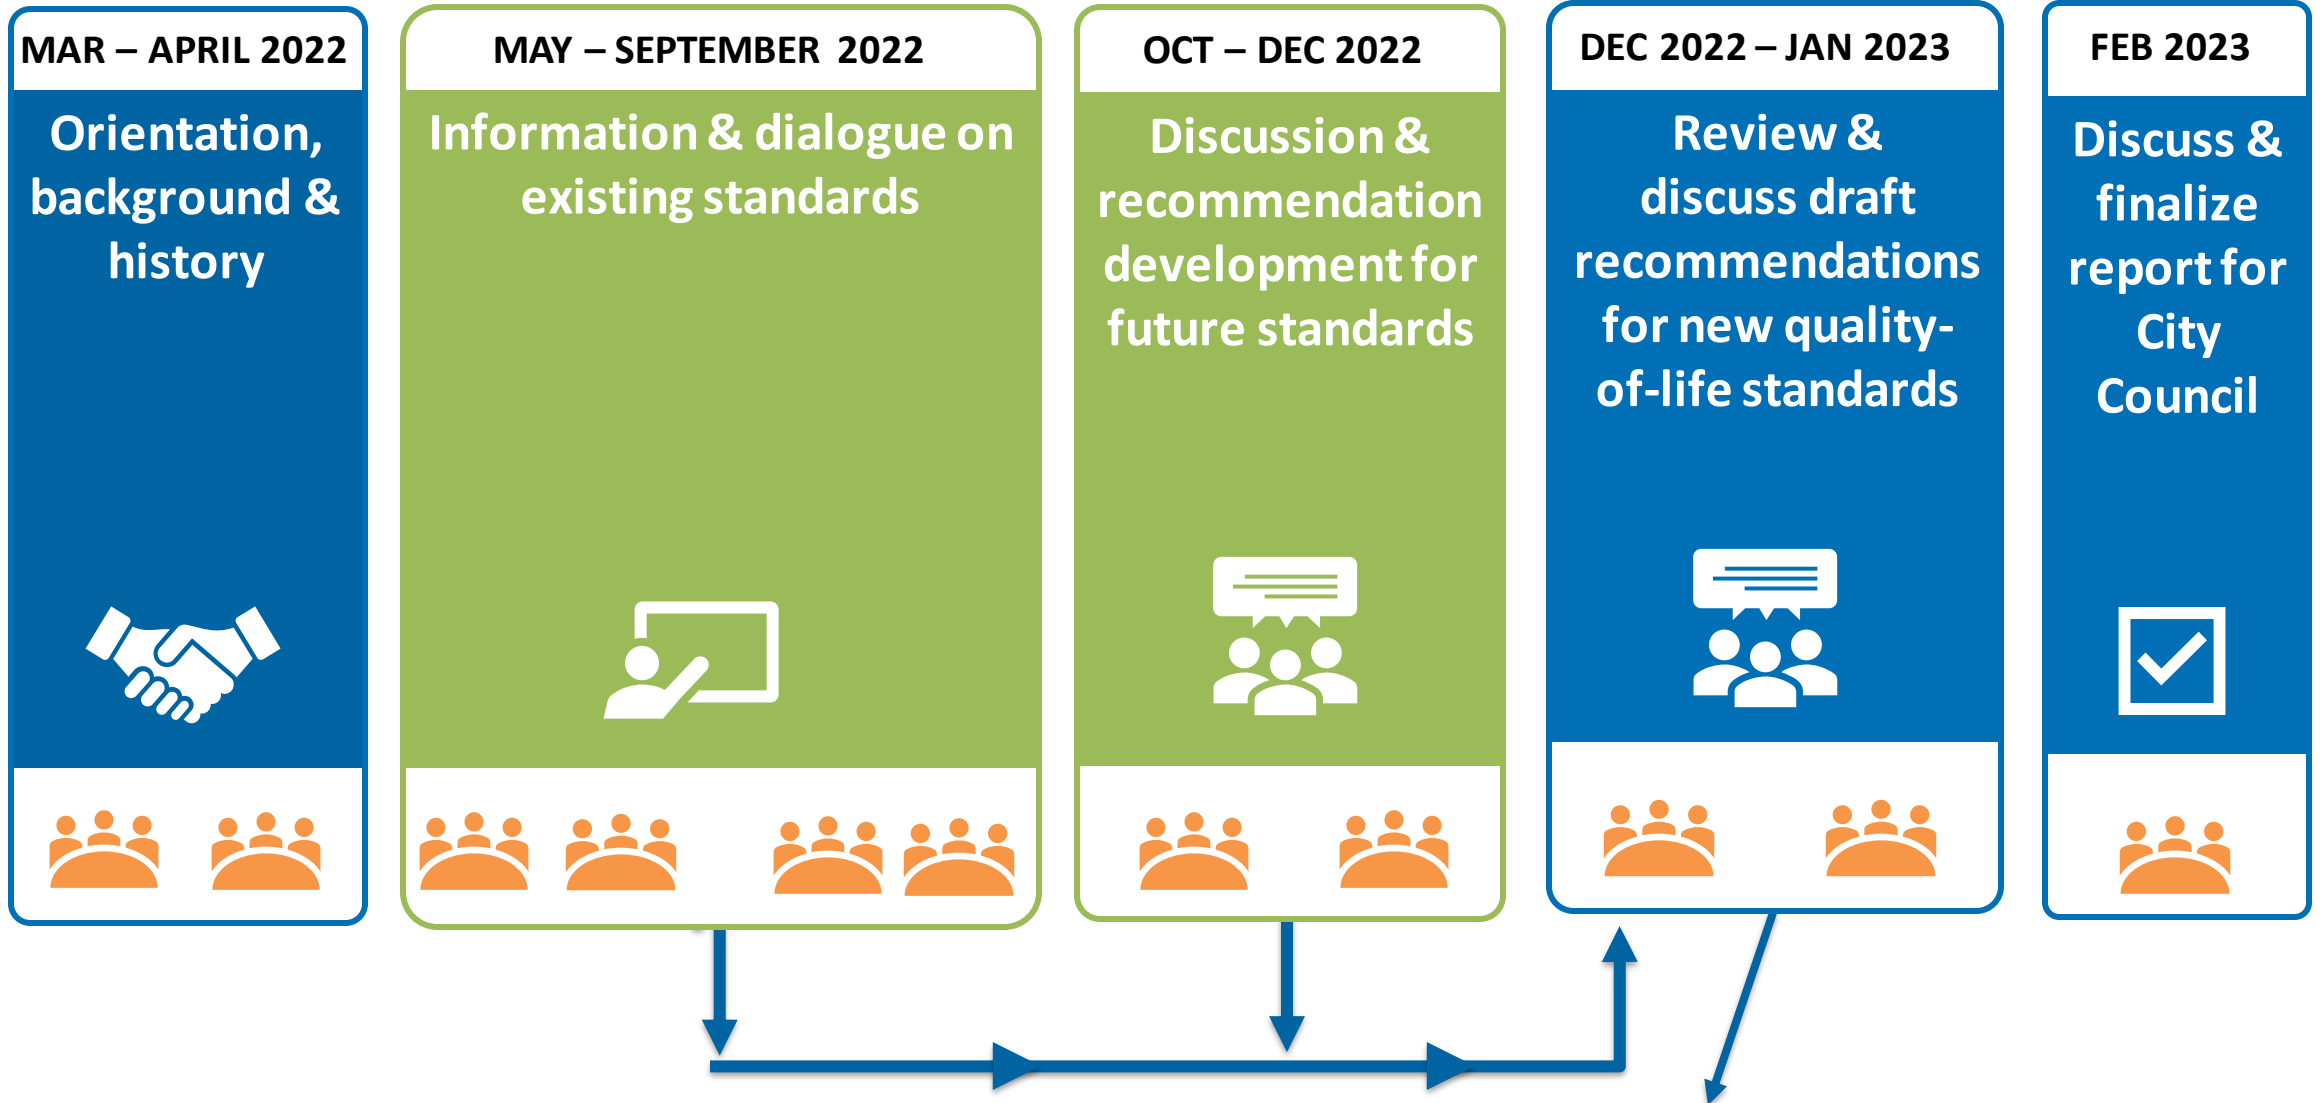 MAR – APRIL 2022
Orientation,
background &
history
MAY – SEPTEMBER 2022
Information & dialogue on
existing standards
OCT – DEC 2022
Discussion &
recommendation
development for
future standards
DEC 2022 – JAN 2023
Review &
discuss draft
recommendations
for new quality-
of-life standards
FEB 2023
Discuss &
finalize
report for
City
Council